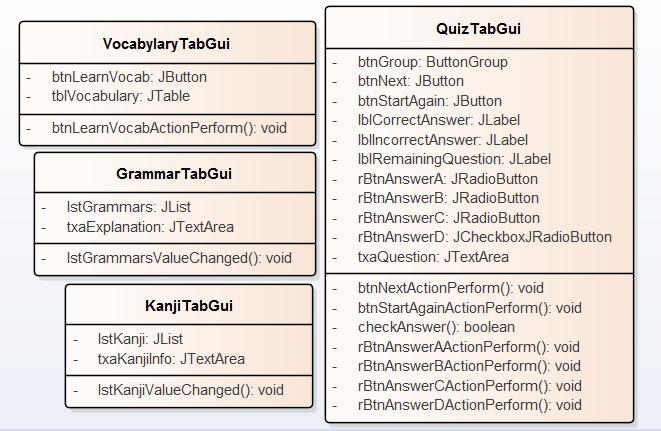 VocabylaryTabGui
- btnLearnVocab: JButton
- tblVocabulary: JTable
- btnLearnVocabActionPerform(): void
GrammarTabGui
- lstGrammars: JList
- txaExplanation: JTextArea
- lstGrammarsValueChanged(): void
KanjiTabGui
- lstKanji: JList
- txaKanjiInfo: JTextArea
- lstKanjiValueChanged(): void
QuizTabGui
- btnGroup: ButtonGroup
- btnNext: JButton
- btnStartAgain: JButton
- lblCorrectAnswer: JLabel
- lblIncorrectAnswer: JLabel
- lblRemainingQuestion: JLabel
- rBtnAnswerA: JRadioButton
- rBtnAnswerB: JRadioButton
- rBtnAnswerC: JRadioButton
- rBtnAnswerD: JCheckboxJRadioButton
- txaQuestion: JTextArea
- btnNextActionPerform(): void
- btnStartAgainActionPerform(): void
- checkAnswer(): boolean
- rBtnAnswerAActionPerform(): void
- rBtnAnswerBActionPerform(): void
- rBtnAnswerCActionPerform(): void
- rBtnAnswerDActionPerform(): void